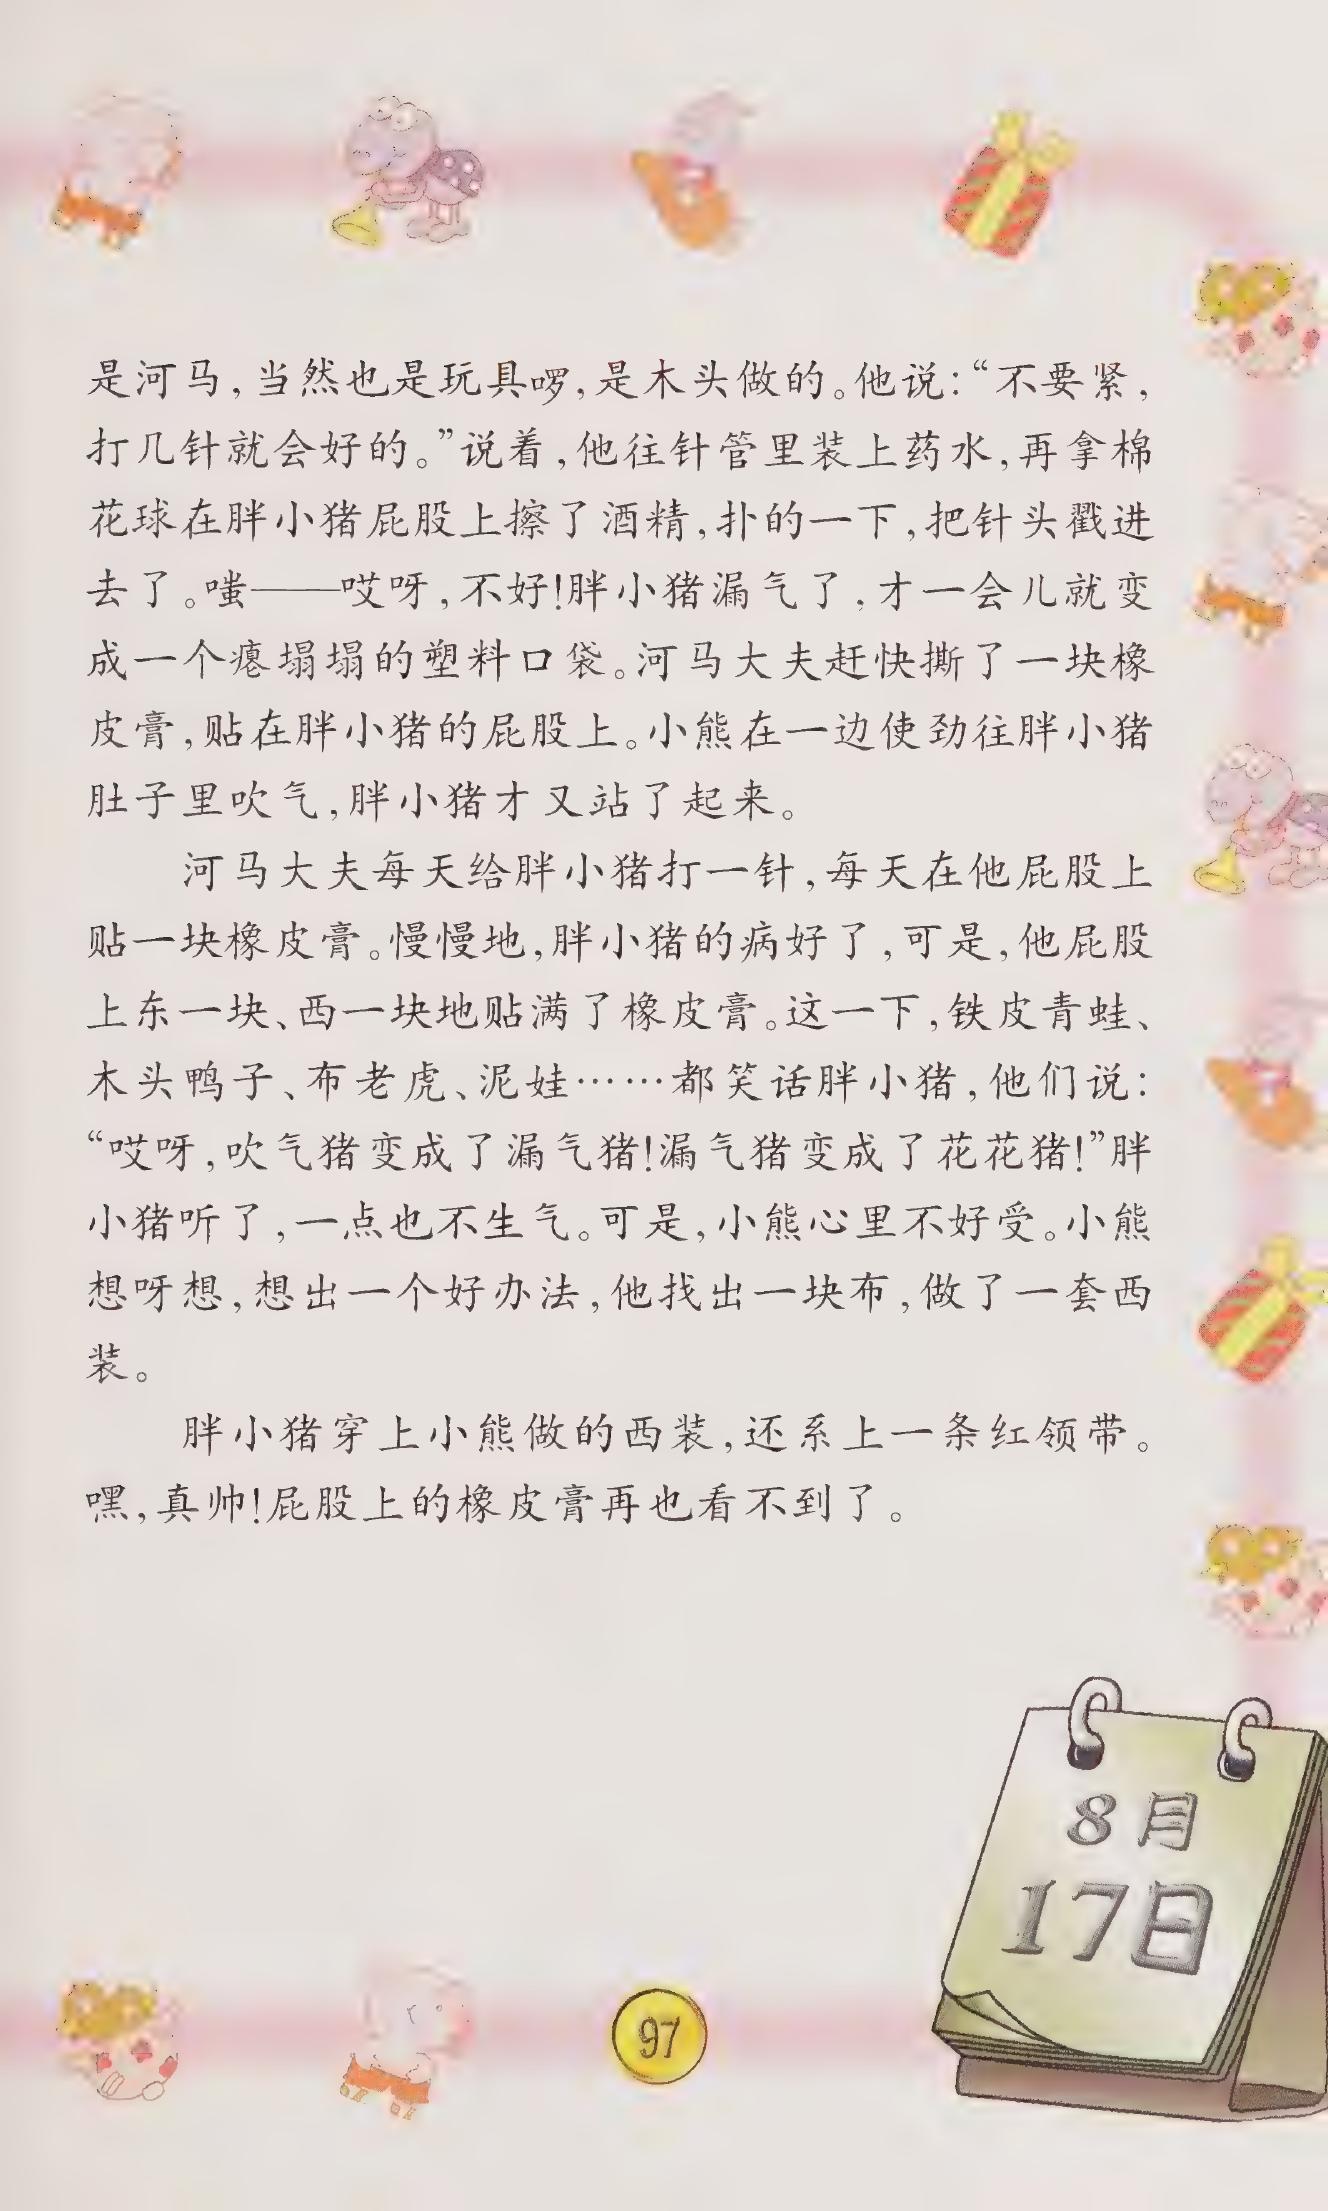 是河马,当然也是玩具啰,是木头做的。他说:“不要紧,
打几针就会好的。”说着,他往针管里装上药水,再拿棉
花球在胖小猪屁股上擦了酒精,扑的一下,把针头戳进
去了。嗤——哎呀,不好!胖小猪漏气了,才一会儿就变
成一个瘪塌塌的塑料口袋。河马大夫赶快撕了一块橡
皮膏,贴在胖小猪的屁股上。小熊在一边使劲往胖小猪
肚子里吹气,胖小猪才又站了起来。
河马大夫每天给胖小猪打一针,每天在他屁股上
贴一块橡皮膏。慢慢地,胖小猪的病好了,可是,他屁股
上东一块、西一块地贴满了橡皮膏。这一下,铁皮青蛙、
木头鸭子、布老虎、泥娃……都笑话胖小猪,他们说:
“哎呀,吹气猪变成了漏气猪!漏气猪变成了花花猪!”胖
小猪听了,一点也不生气。可是,小熊心里不好受。小熊
想呀想,想出一个好办法,他找出一块布,做了一套西
装。
胖小猪穿上小熊做的西装,还系上一条红领带。
嘿,真帅!屁股上的橡皮膏再也看不到了。
8月
17日
97